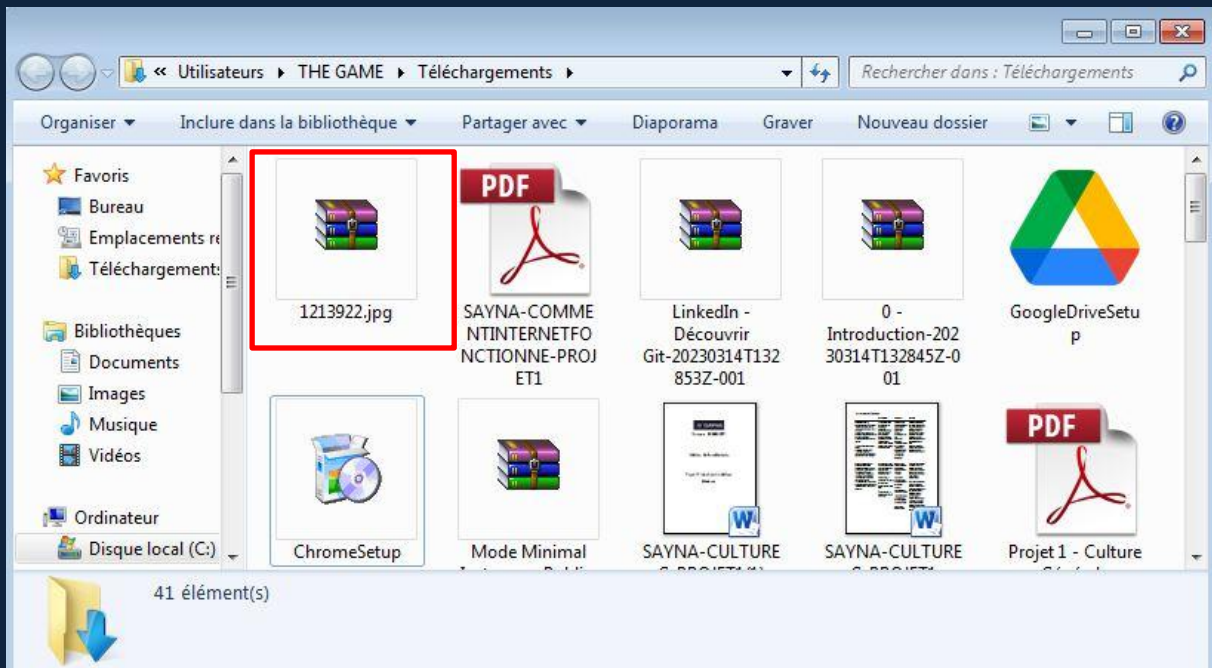 « Utilisateurs ▸ THE GAME ▸ Téléchargements ▸
Rechercher dans : Téléchargements
Organiser Inclure dans la bibliothèque Partager avec Diaporama Graver Nouveau dossier
Favoris
Bureau
Emplacements
Téléchargement
Bibliothèques
Documents
Images
Musique
Vidéos
Ordinateur
Disque local (C:)
1213922.jpg
PDF
SAYNA-COMME
NTINTERNETFO
NCTIONNE-PROJ
ET1
LinkedIn -
Découvrir
Git-20230314T132
853Z-001
0 -
Introduction-202
30314T132845Z-0
01
GoogleDriveSetu
p
ChromeSetup
Mode Minimal
W
SAYNA-CULTURE
W
SAYNA-CULTURE
PDF
Projet 1 - Culture
41 élément(s)